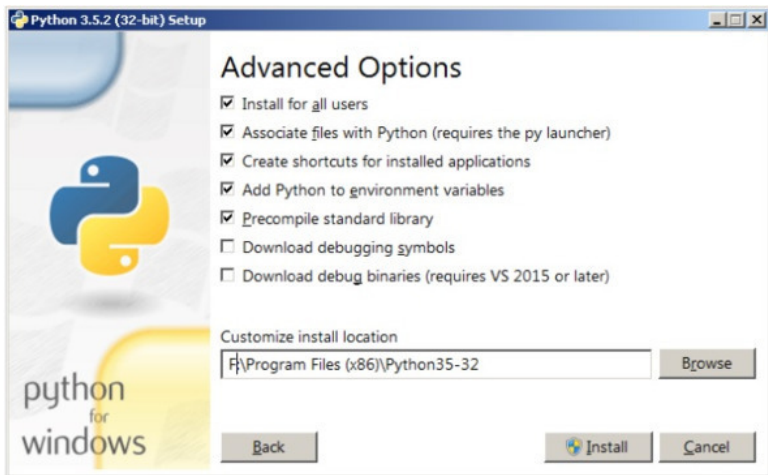 Python 3.5.2 (32-bit) Setup
Advanced Options
Install for all users
Associate files with Python (requires the py launcher)
Create shortcuts for installed applications
Add Python to environment variables
Precompile standard library
Download debugging symbols
Download debug binaries (requires VS 2015 or later)
Customize install location
F:\Program Files (x86)\Python35-32
Browse
python
for
windows
Back
Install
Cancel